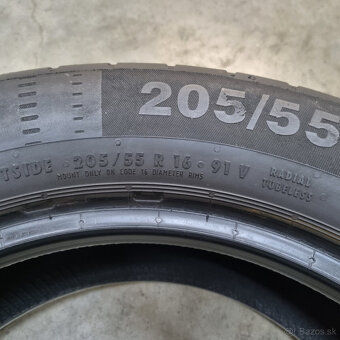 205/55
TSIDE · 205/55 R 16 · 91 V RADIAL
MOUNT ONLY ON CODE 16 DIAMETER RIMS TUBELESS
Bazos.sk